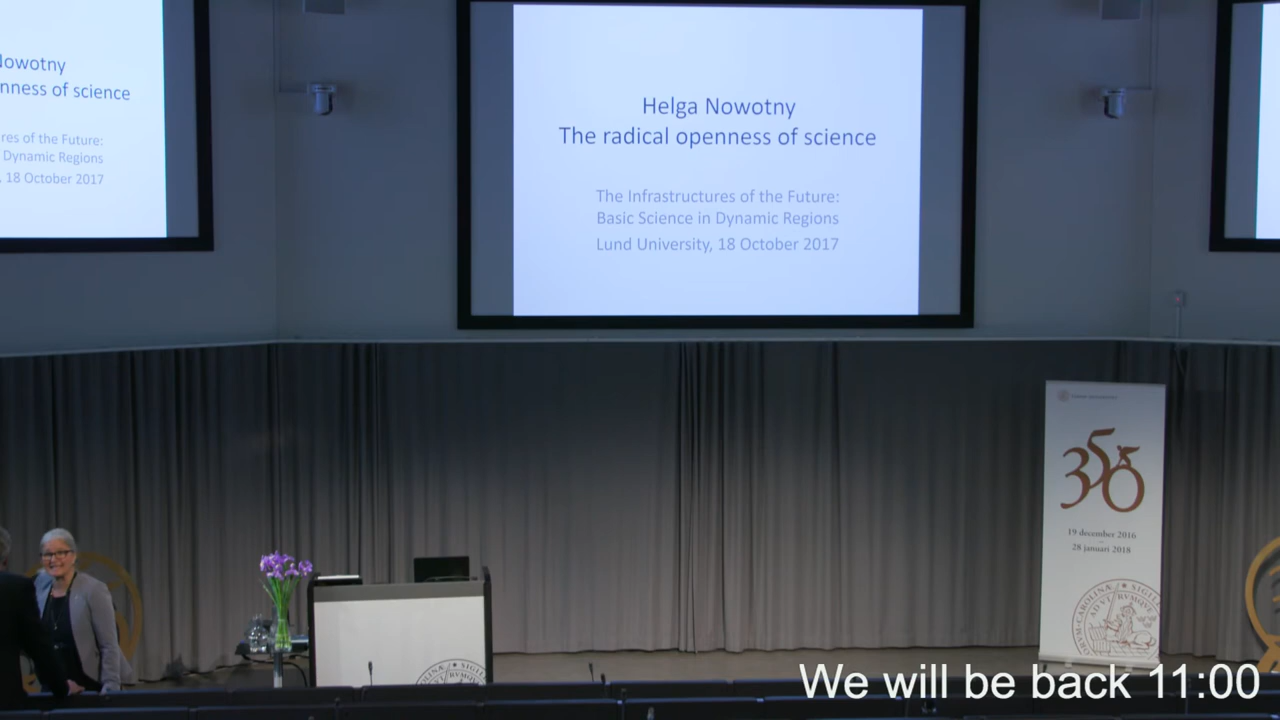 Nowotny
nness of science
res of the Future:
Dynamic Regions
, 18 October 2017
Helga Nowotny
The radical openness of science
The Infrastructures of the Future:
Basic Science in Dynamic Regions
Lund University, 18 October 2017
350
19 december 2016
–
28 januari 2018
We will be back 11:00